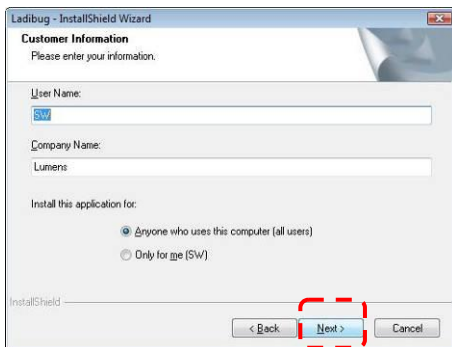 Ladibug - InstallShield Wizard
Customer Information
Please enter your information.
User Name:
SW
Company Name:
Lumens
Install this application for:
Anyone who uses this computer (all users)
Only for me (SW)
InstallShield
< Back
Next >
Cancel